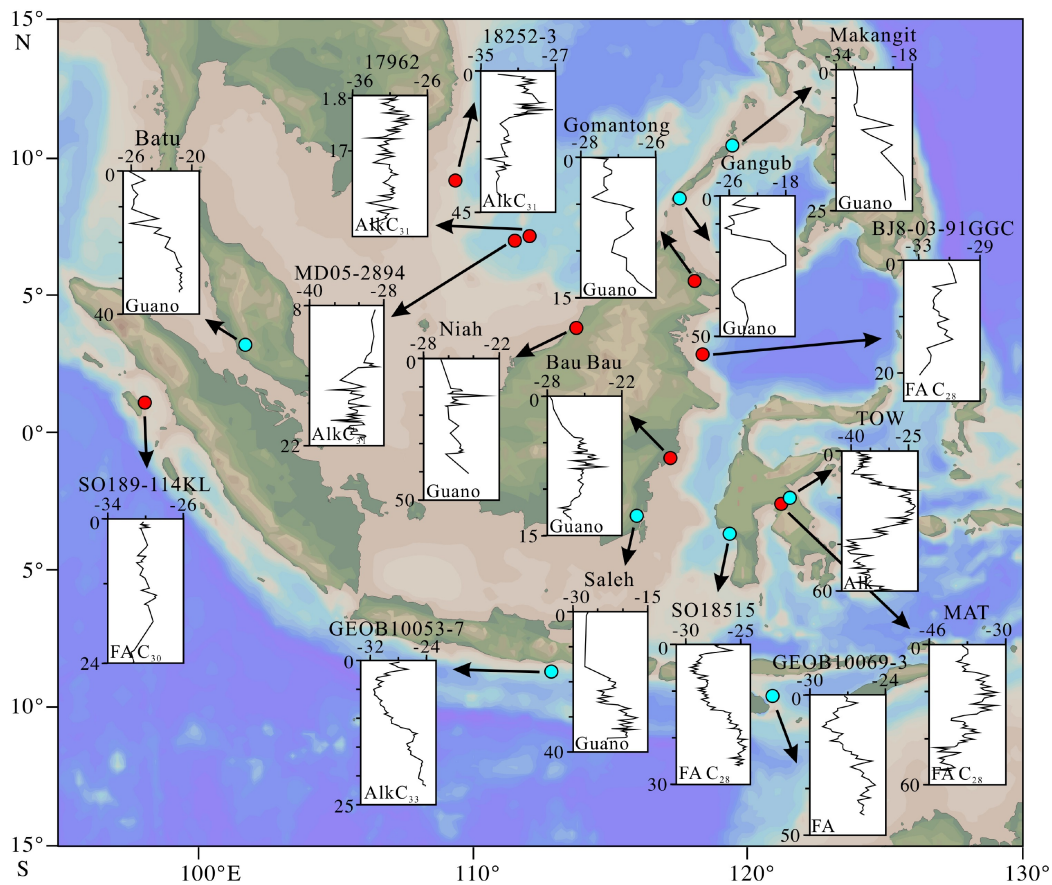 15°
N
10°
5°
0°
5°
10°
15°
S
100°E
110°
120°
130°
17962
-36 -26
1.8
17
AlkC₃₁
18252-3
-35 -27
0
45
AlkC₃₁
Makangit
-34 -18
0
25
Guano
Batu
-26 -20
0
40
Guano
Gomantong
-28 -26
0
15
Guano
Gangub
-26 -18
0
50
Guano
BJ8-03-91GGC
-33 -29
0
20
FA C₂₈
MD05-2894
-40 -28
8
22
Niah
-28 -22
0
50
Guano
Bau Bau
-28 -22
0
15
Guano
TOW
-40 -25
0
60
Alk
SO189-114KL
-34 -26
0
24
FA C₃₀
GEOB10053-7
-32 -24
0
25
AlkC₃₃
Saleh
-30 -15
0
40
Guano
SO18515
-30 -25
0
30
FA C₂₈
GEOB10069-3
-30 -24
0
50
FA
MAT
-46 -30
0
60
FA C₂₈